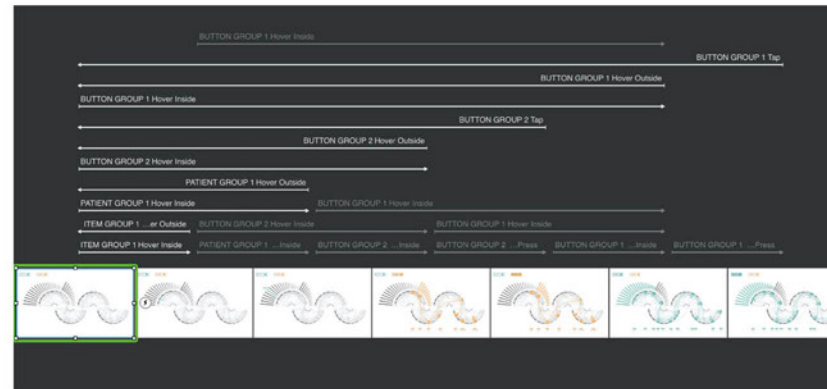 BUTTON GROUP 1 Hover Inside
BUTTON GROUP 1 Tap
BUTTON GROUP 1 Hover Outside
BUTTON GROUP 1 Hover Inside
BUTTON GROUP 2 Tap
BUTTON GROUP 2 Hover Outside
BUTTON GROUP 2 Hover Inside
PATIENT GROUP 1 Hover Outside
PATIENT GROUP 1 Hover Inside BUTTON GROUP 1 Hover Inside
ITEM GROUP 1 ...er Outside BUTTON GROUP 2 Hover Inside BUTTON GROUP 1 Hover Inside
ITEM GROUP 1 Hover Inside PATIENT GROUP 1 ...Inside BUTTON GROUP 2 ...Inside BUTTON GROUP 2 ...Press BUTTON GROUP 1 ...Inside BUTTON GROUP 1 ...Press